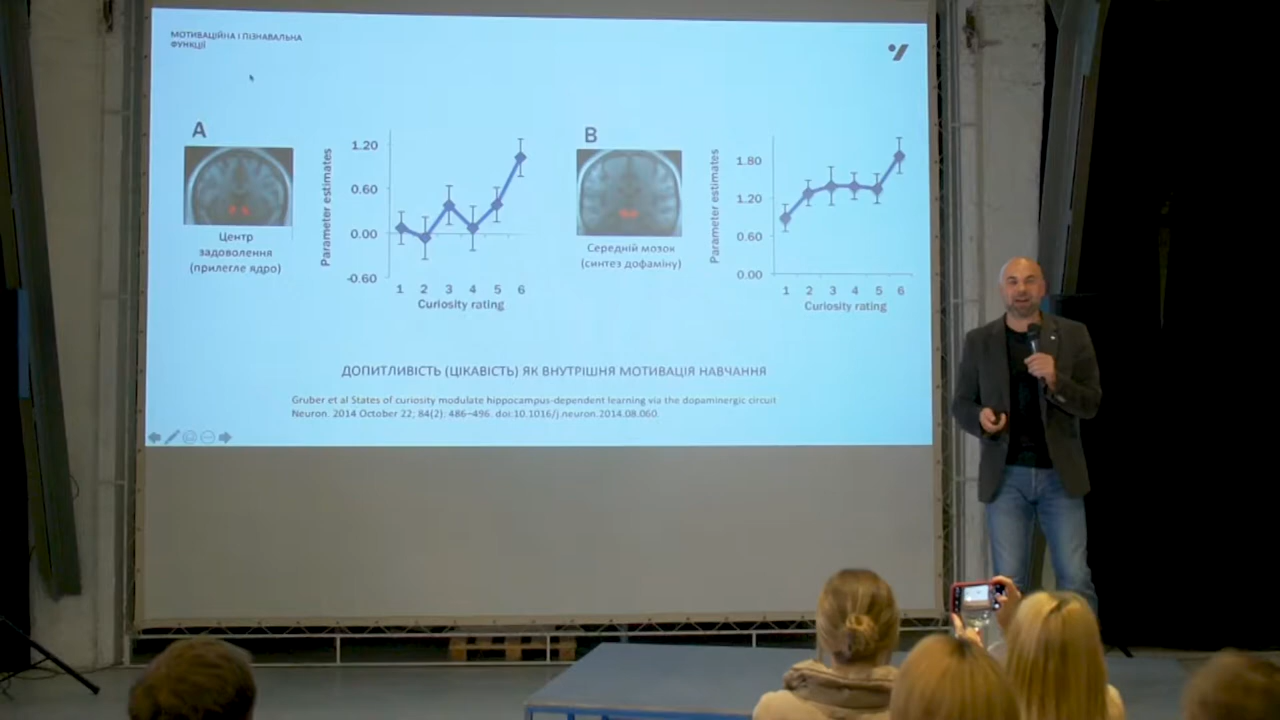 МОТИВАЦІЙНА І ПІЗНАВАЛЬНА
ФУНКЦІЇ
A
Parameter estimates
1.20
0.60
0.00
-0.60
1 2 3 4 5 6
Curiosity rating
Центр
задоволення
(прилегле ядро)
B
Parameter estimates
1.80
1.20
0.60
0.00
1 2 3 4 5 6
Curiosity rating
Середній мозок
(синтез дофаміну)
ДОПИТЛИВІСТЬ (ЦІКАВІСТЬ) ЯК ВНУТРІШНЯ МОТИВАЦІЯ НАВЧАННЯ
Gruber et al States of curiosity modulate hippocampus-dependent learning via the dopaminergic circuit
Neuron. 2014 October 22; 84(2): 486–496. doi:10.1016/j.neuron.2014.08.060.